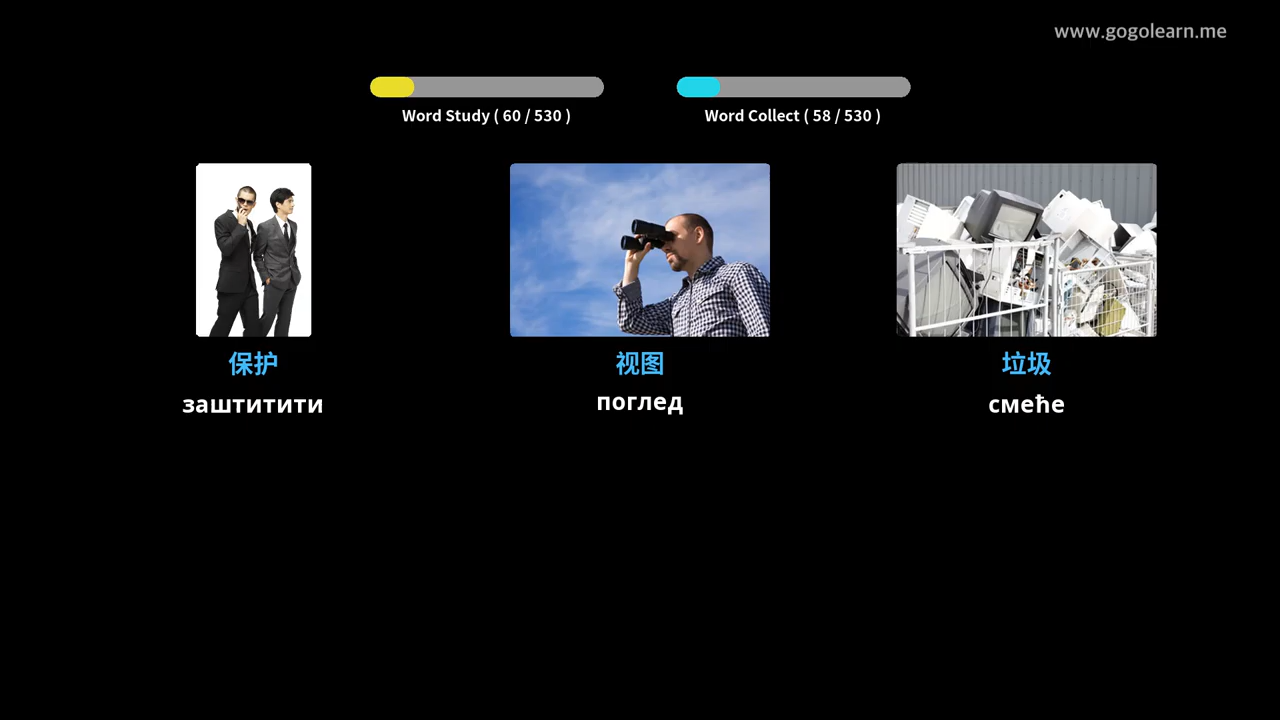 www.gogolearn.me
Word Study ( 60 / 530 )
Word Collect ( 58 / 530 )
保护
视图
垃圾
заштитити
поглед
смеће